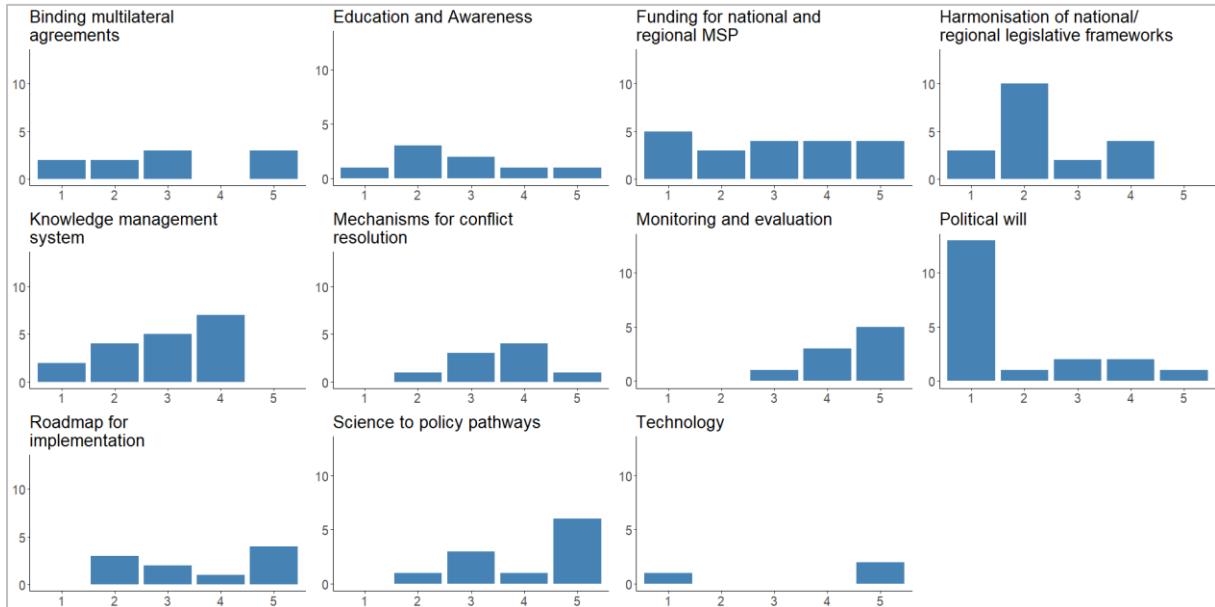 Binding multilateral
agreements
10
5
0
1 2 3 4 5
Education and Awareness
10
5
0
1 2 3 4 5
Funding for national and
regional MSP
10
5
0
1 2 3 4 5
Harmonisation of national/
regional legislative frameworks
10
5
0
1 2 3 4 5
Knowledge management
system
10
5
0
1 2 3 4 5
Mechanisms for conflict
resolution
10
5
0
1 2 3 4 5
Monitoring and evaluation
10
5
0
1 2 3 4 5
Political will
10
5
0
1 2 3 4 5
Roadmap for
implementation
10
5
0
1 2 3 4 5
Science to policy pathways
10
5
0
1 2 3 4 5
Technology
10
5
0
1 2 3 4 5